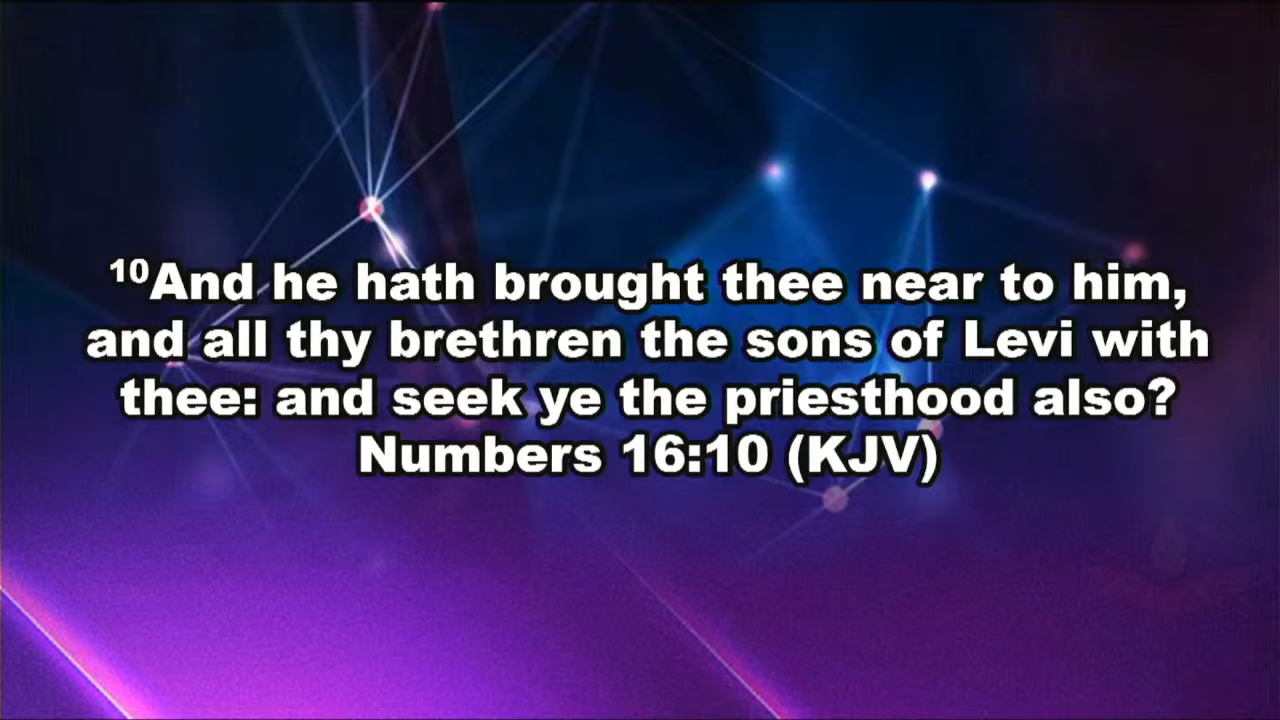 10And he hath brought thee near to him,
and all thy brethren the sons of Levi with
thee: and seek ye the priesthood also?
Numbers 16:10 (KJV)